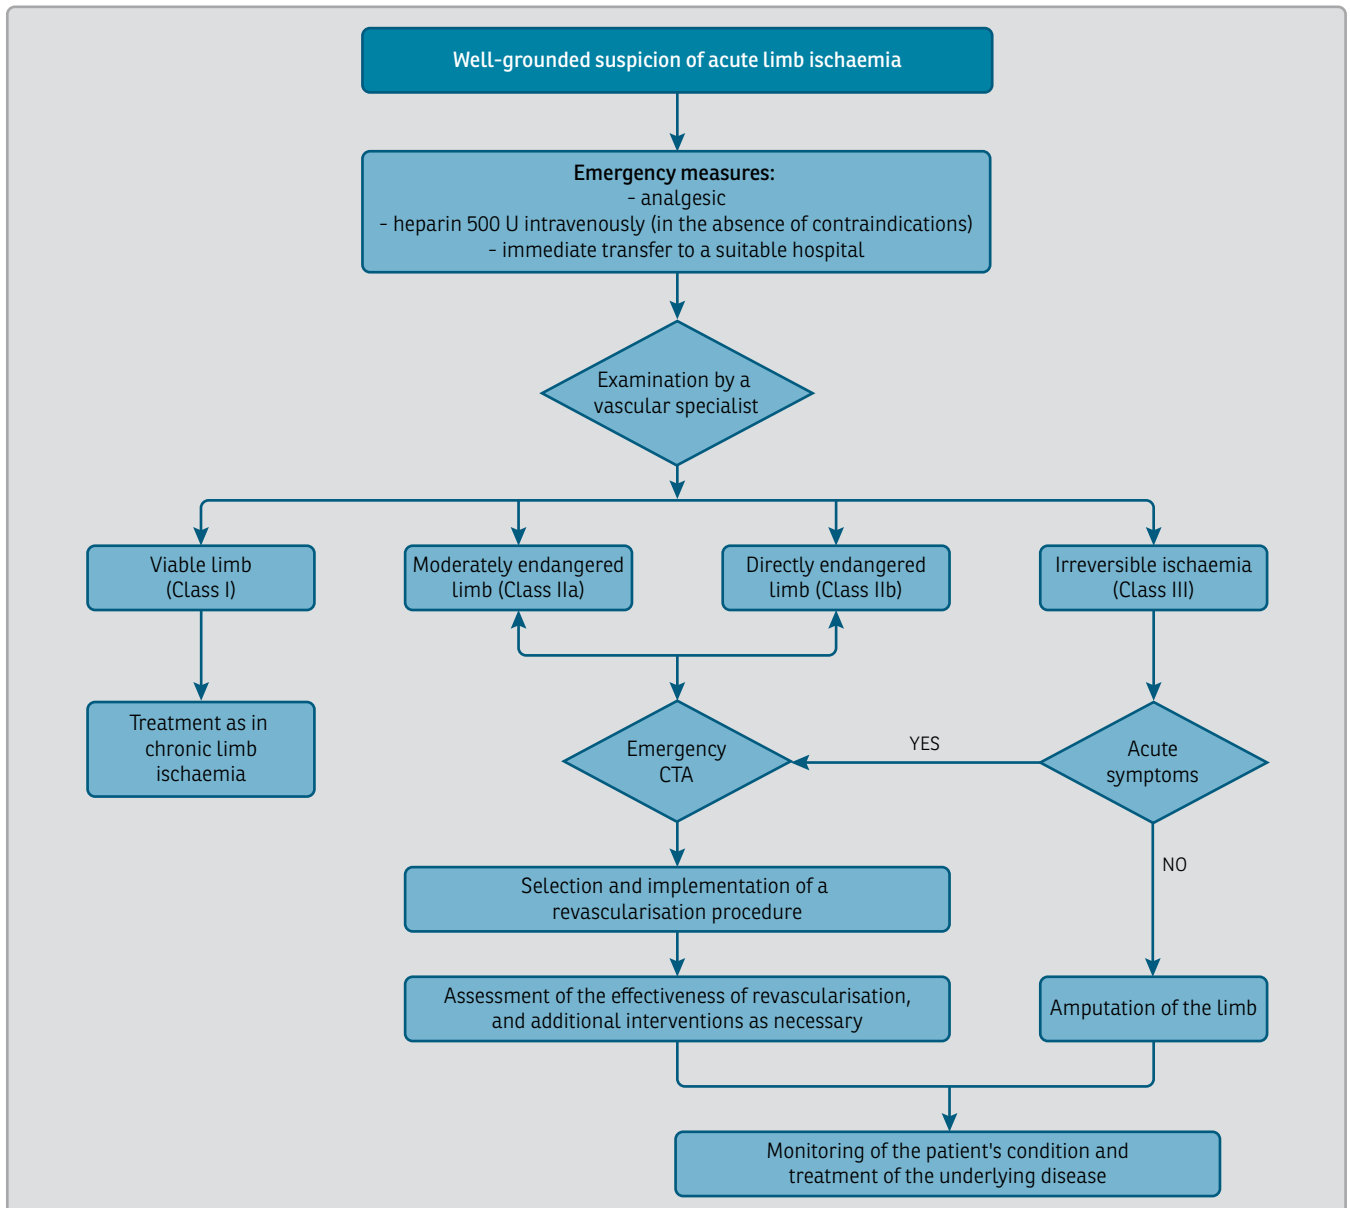 Well-grounded suspicion of acute limb ischaemia
Emergency measures:
- analgesic
- heparin 500 U intravenously (in the absence of contraindications)
- immediate transfer to a suitable hospital
Examination by a
vascular specialist
Viable limb
(Class I)
Moderately endangered
limb (Class IIa)
Directly endangered
limb (Class IIb)
Irreversible ischaemia
(Class III)
Treatment as in
chronic limb
ischaemia
Emergency
CTA
YES
Acute
symptoms
NO
Selection and implementation of a
revascularisation procedure
Assessment of the effectiveness of revascularisation,
and additional interventions as necessary
Amputation of the limb
Monitoring of the patient's condition and
treatment of the underlying disease